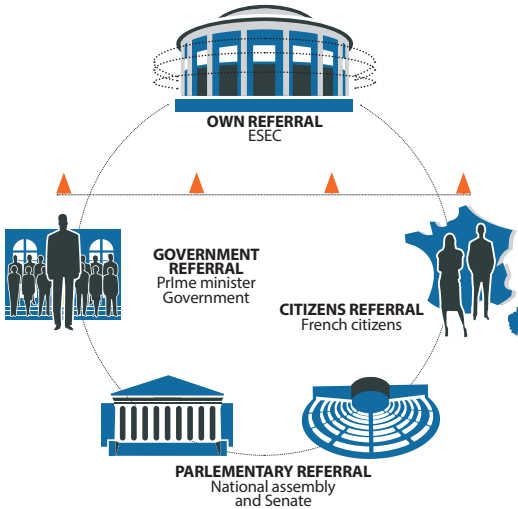 OWN REFERRAL
ESEC
GOVERNMENT
REFERRAL
PrIme minister
Government
CITIZENS REFERRAL
French citizens
PARLEMENTARY REFERRAL
National assembly
and Senate